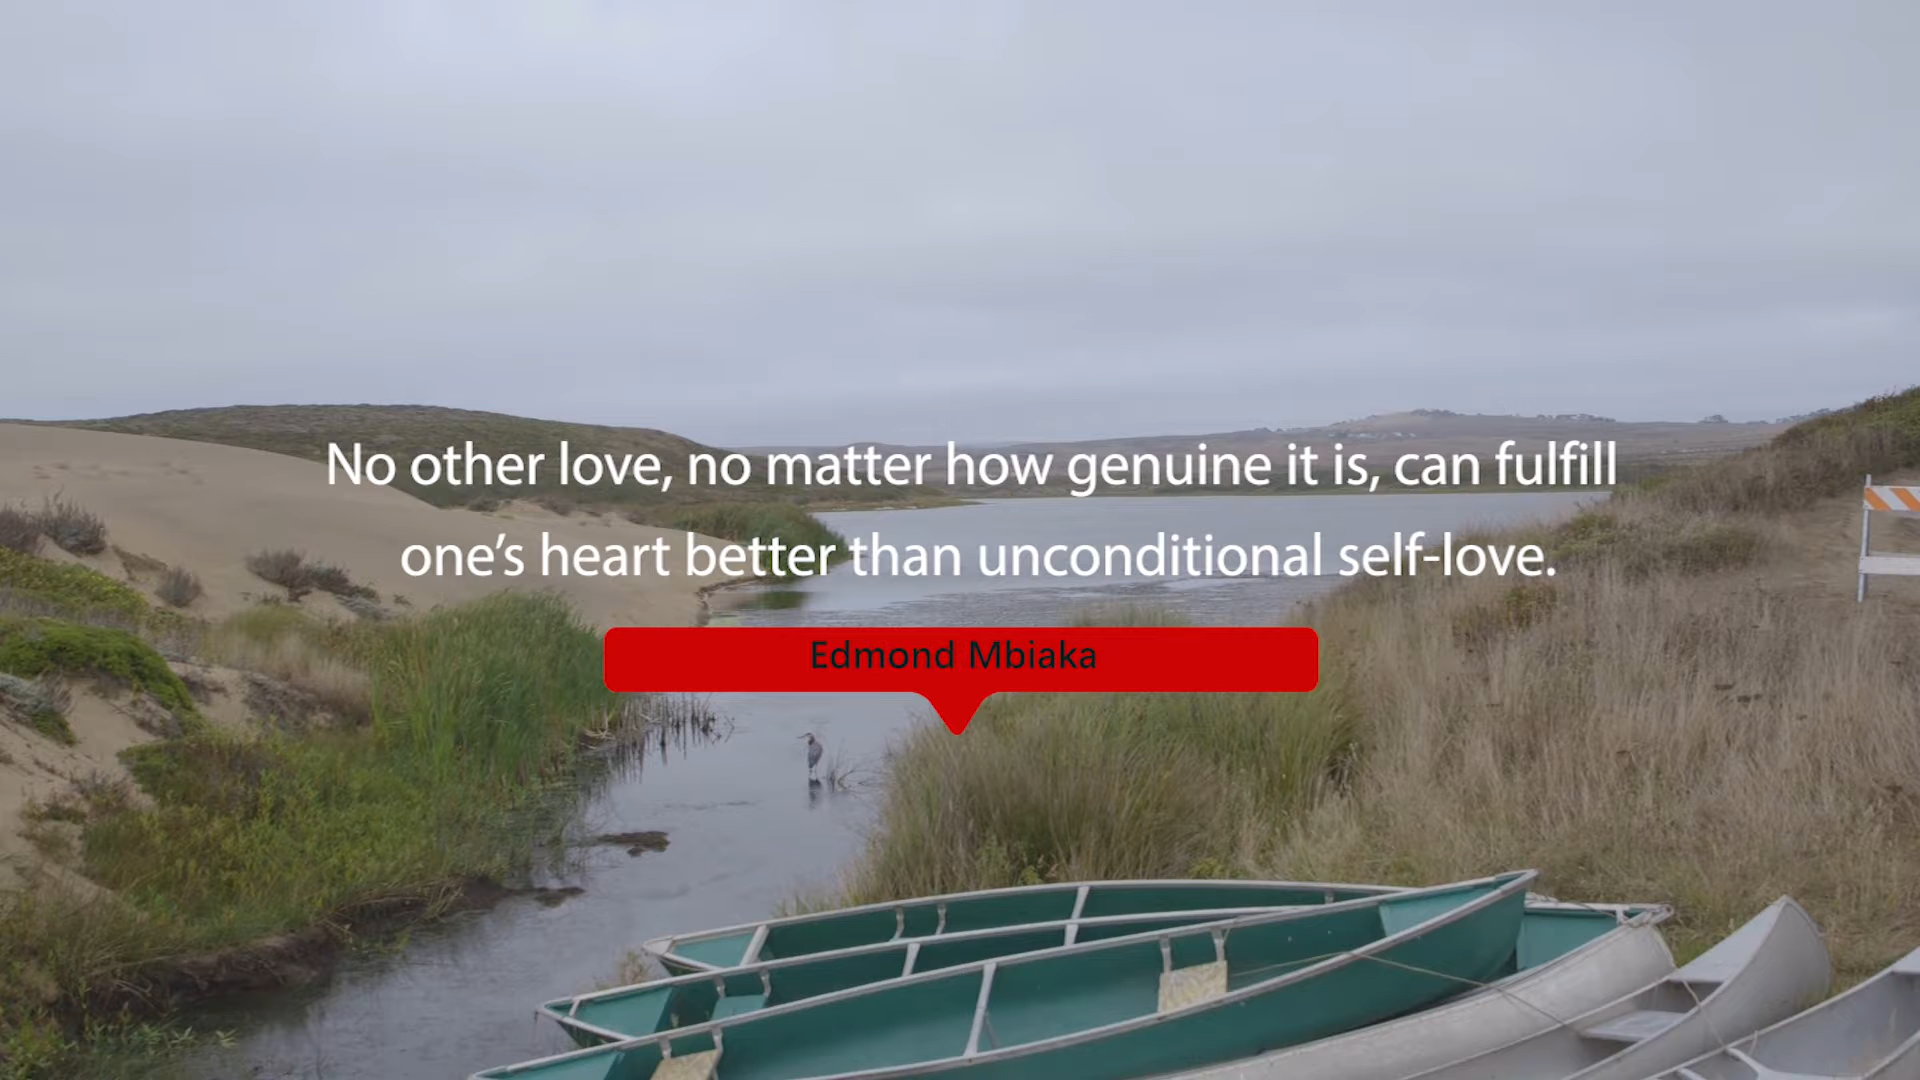 No other love, no matter how genuine it is, can fulfill
one’s heart better than unconditional self-love.
Edmond Mbiaka